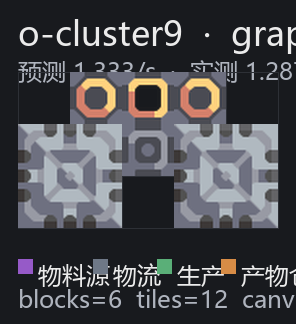 o-cluster9 · grap
预测 1.333/s · 实测 1.287
物料源 物流 生产 产物仓
blocks=6 tiles=12 canv